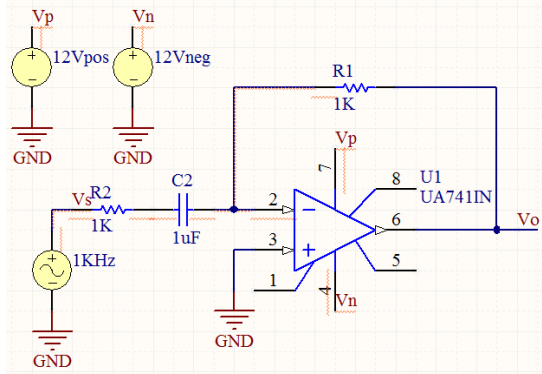 Vp
Vn
12Vpos
12Vneg
GND
GND
R1
1K
Vp
7
8
U1
UA741IN
Vs
R2
1K
C2
1uF
2
3
6
Vo
1KHz
1
4
Vn
5
GND
GND